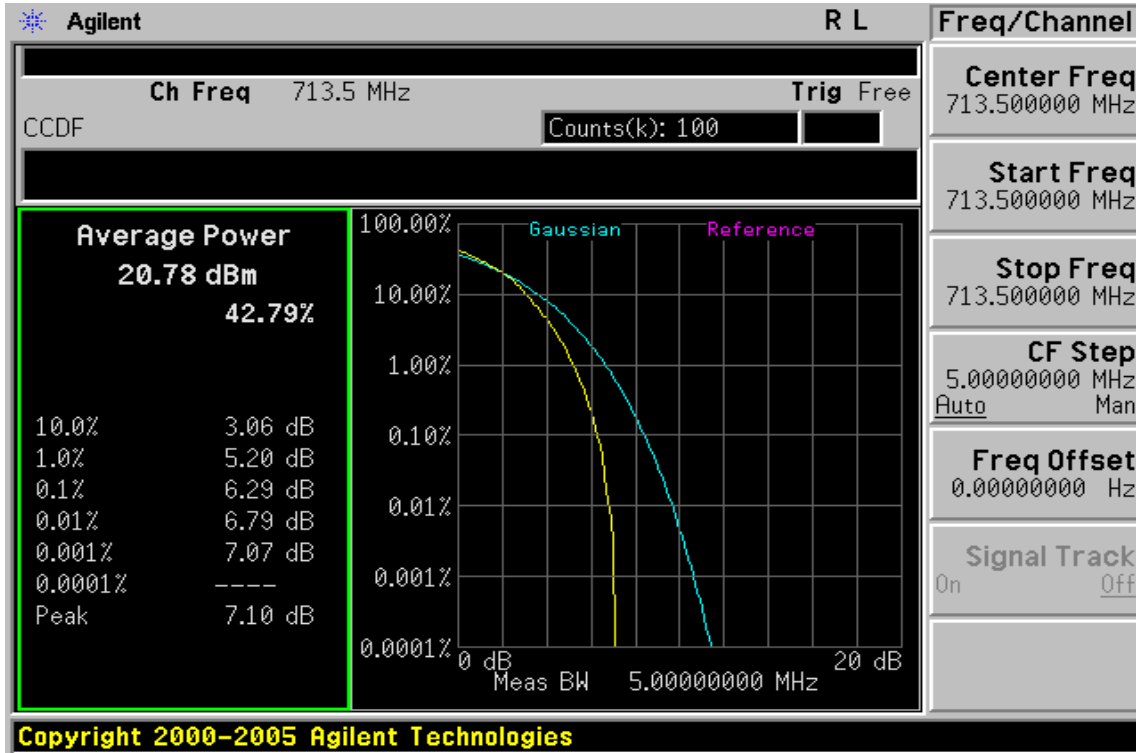 Agilent
R L
Ch Freq 713.5 MHz
Trig Free
CCDF
Counts(k): 100
Average Power
20.78 dBm
42.79%
10.0% 3.06 dB
1.0% 5.20 dB
0.1% 6.29 dB
0.01% 6.79 dB
0.001% 7.07 dB
0.0001% ----
Peak 7.10 dB
Gaussian
Reference
100.00%
10.00%
1.00%
0.10%
0.01%
0.001%
0.0001%
0 dB
20 dB
Meas BW 5.00000000 MHz
Freq/Channel
Center Freq
713.500000 MHz
Start Freq
713.500000 MHz
Stop Freq
713.500000 MHz
CF Step
5.00000000 MHz
Auto Man
Freq Offset
0.00000000 Hz
Signal Track
On Off
Copyright 2000-2005 Agilent Technologies